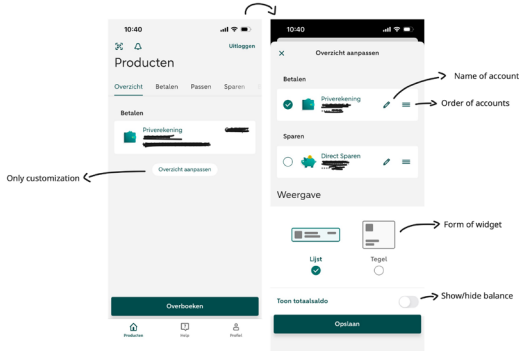 10:40
Uitloggen
Producten
Overzicht Betalen Passen Sparen
Betalen
Priverekening
Overzicht aanpassen
Only customization
Overboeken
Producten Help Profiel
10:40
Overzicht aanpassen
Betalen
Priverekening
Sparen
Direct Sparen
Weergave
Lijst Tegel
Toon totaalsaldo
Opslaan
Name of account
Order of accounts
Form of widget
Show/hide balance